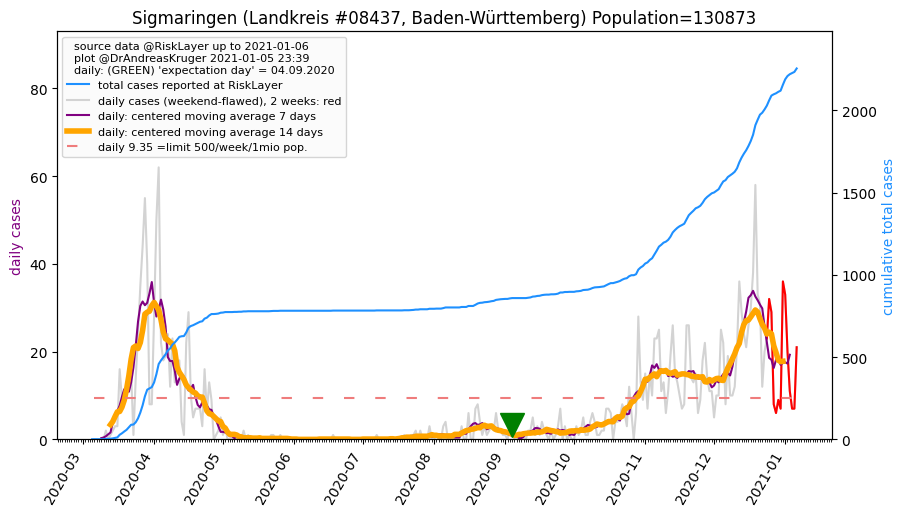 Sigmaringen (Landkreis #08437, Baden-Württemberg) Population=130873
source data @RiskLayer up to 2021-01-06
plot @DrAndreasKruger 2021-01-05 23:39
daily: (GREEN) 'expectation day' = 04.09.2020
total cases reported at RiskLayer
daily cases (weekend-flawed), 2 weeks: red
daily: centered moving average 7 days
daily: centered moving average 14 days
daily 9.35 =limit 500/week/1mio pop.
daily cases
80
60
40
20
0
cumulative total cases
2000
1500
1000
500
0
2020-03
2020-04
2020-05
2020-06
2020-07
2020-08
2020-09
2020-10
2020-11
2020-12
2021-01